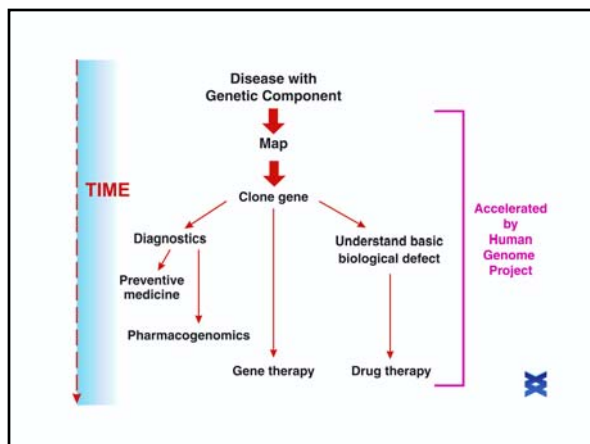 Disease with
Genetic Component
Map
TIME
Clone gene
Accelerated
by
Human
Genome
Project
Diagnostics
Understand basic
biological defect
Preventive
medicine
Pharmacogenomics
Gene therapy
Drug therapy